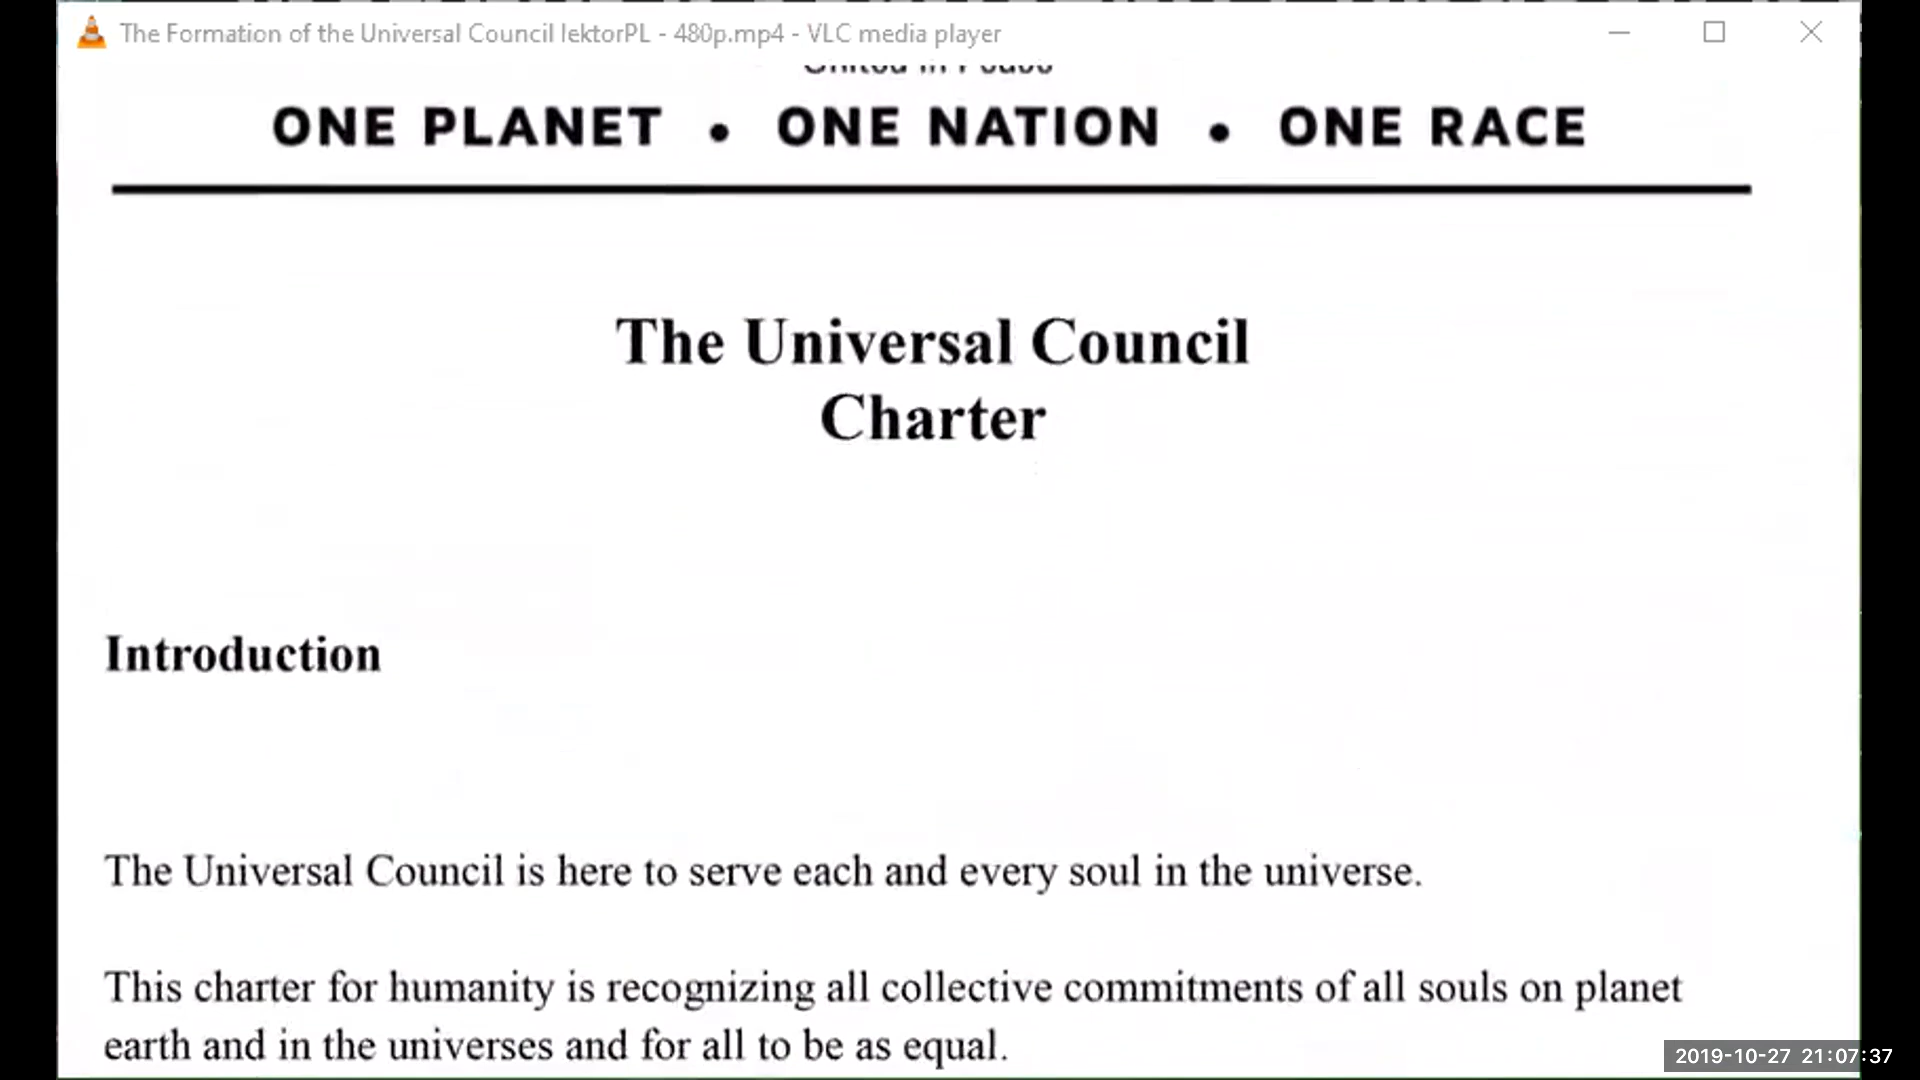 The Formation of the Universal Council lektorPL - 480p.mp4 - VLC media player
ONE PLANET • ONE NATION • ONE RACE
The Universal Council
Charter
Introduction
The Universal Council is here to serve each and every soul in the universe.
This charter for humanity is recognizing all collective commitments of all souls on planet
earth and in the universes and for all to be as equal.
2019-10-27 21:07:37